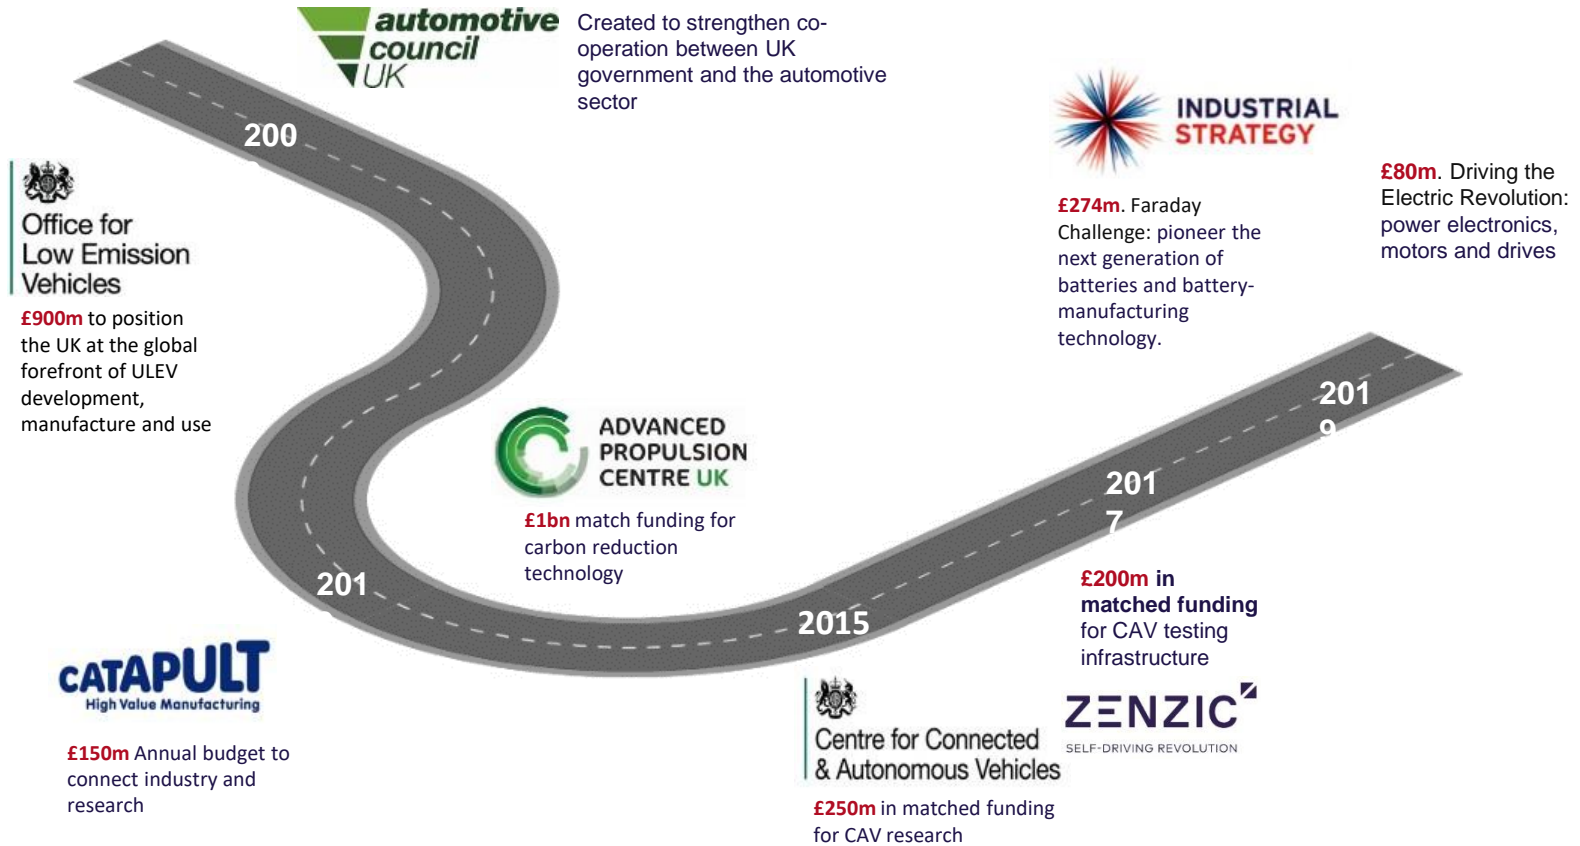 automotive
council
UK
Created to strengthen co-
operation between UK
government and the automotive
sector
200
Office for
Low Emission
Vehicles
£900m to position
the UK at the global
forefront of ULEV
development,
manufacture and use
INDUSTRIAL
STRATEGY
£274m. Faraday
Challenge: pioneer the
next generation of
batteries and battery-
manufacturing
technology.
£80m. Driving the
Electric Revolution:
power electronics,
motors and drives
ADVANCED
PROPULSION
CENTRE UK
£1bn match funding for
carbon reduction
technology
201
9
201
7
201
2015
£200m in
matched funding
for CAV testing
infrastructure
ZENZIC
SELF-DRIVING REVOLUTION
CATAPULT
High Value Manufacturing
£150m Annual budget to
connect industry and
research
Centre for Connected
& Autonomous Vehicles
£250m in matched funding
for CAV research